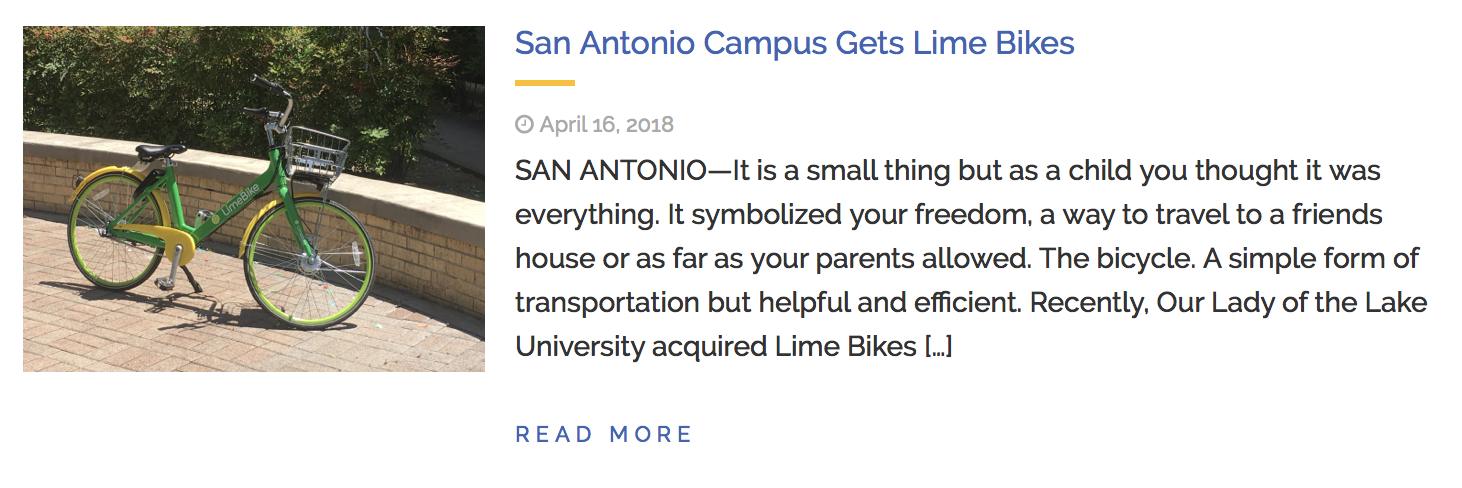 San Antonio Campus Gets Lime Bikes
April 16, 2018
SAN ANTONIO—It is a small thing but as a child you thought it was
everything. It symbolized your freedom, a way to travel to a friends
house or as far as your parents allowed. The bicycle. A simple form of
transportation but helpful and efficient. Recently, Our Lady of the Lake
University acquired Lime Bikes [...]
READ MORE
LimeBike